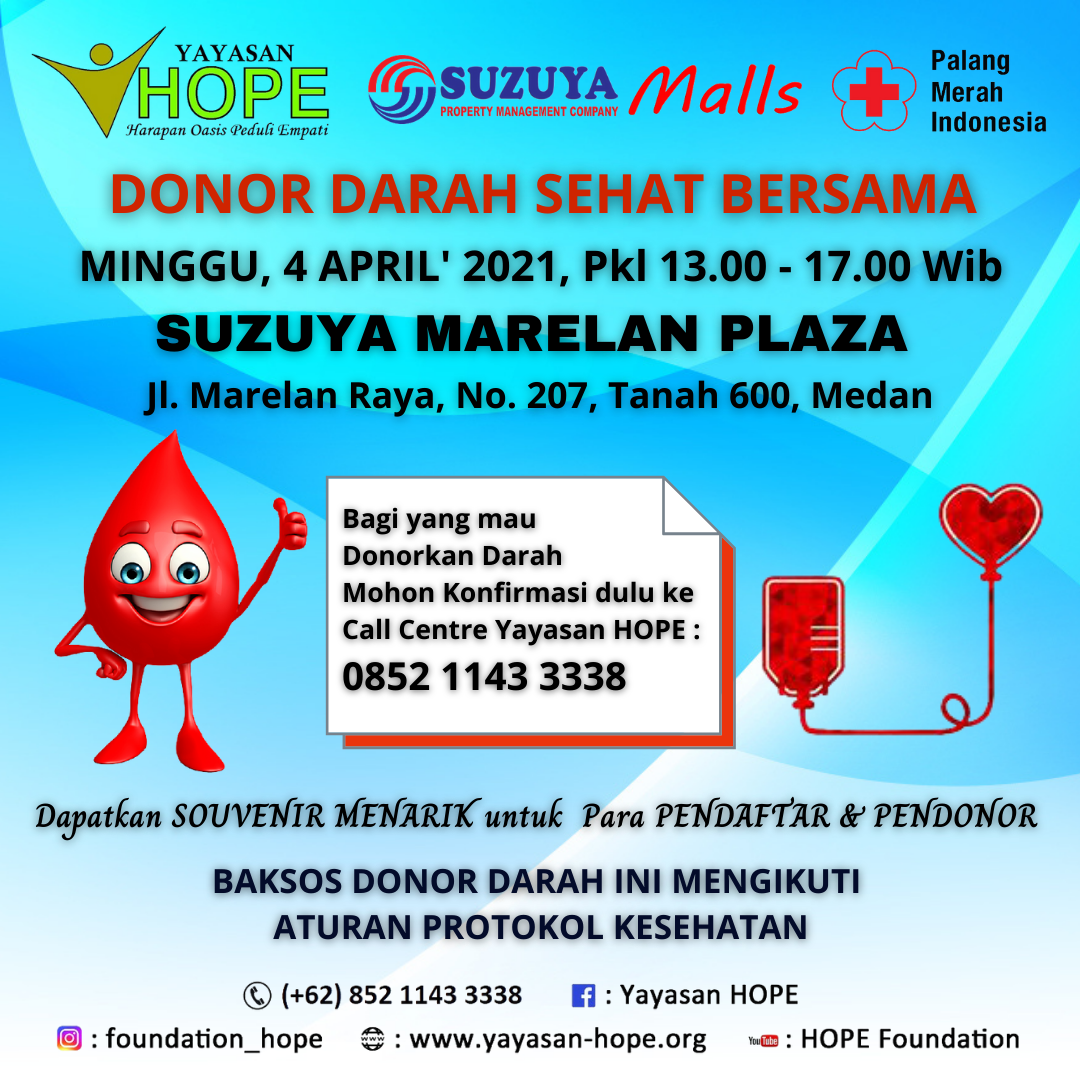 YAYASAN
HOPE
Harapan Oasis Peduli Empati
SUZUYA
PROPERTY MANAGEMENT COMPANY
Malls
Palang
Merah
Indonesia
DONOR DARAH SEHAT BERSAMA
MINGGU, 4 APRIL' 2021, Pkl 13.00 - 17.00 Wib
SUZUYA MARELAN PLAZA
Jl. Marelan Raya, No. 207, Tanah 600, Medan
Bagi yang mau
Donorkan Darah
Mohon Konfirmasi dulu ke
Call Centre Yayasan HOPE :
0852 1143 3338
Dapatkan SOUVENIR MENARIK untuk Para PENDAFTAR & PENDONOR
BAKSOS DONOR DARAH INI MENGIKUTI
ATURAN PROTOKOL KESEHATAN
(+62) 852 1143 3338 : Yayasan HOPE
: foundation_hope : www.yayasan-hope.org YouTube : HOPE Foundation